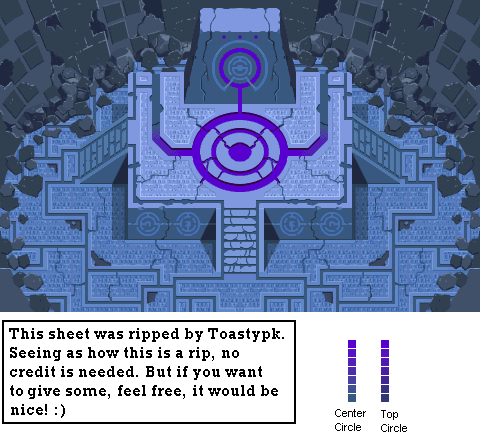 This sheet was ripped by Toastypk.
Seeing as how this is a rip, no
credit is needed. But if you want
to give some, feel free, it would be
nice! :)
Center
Circle
Top
Circle